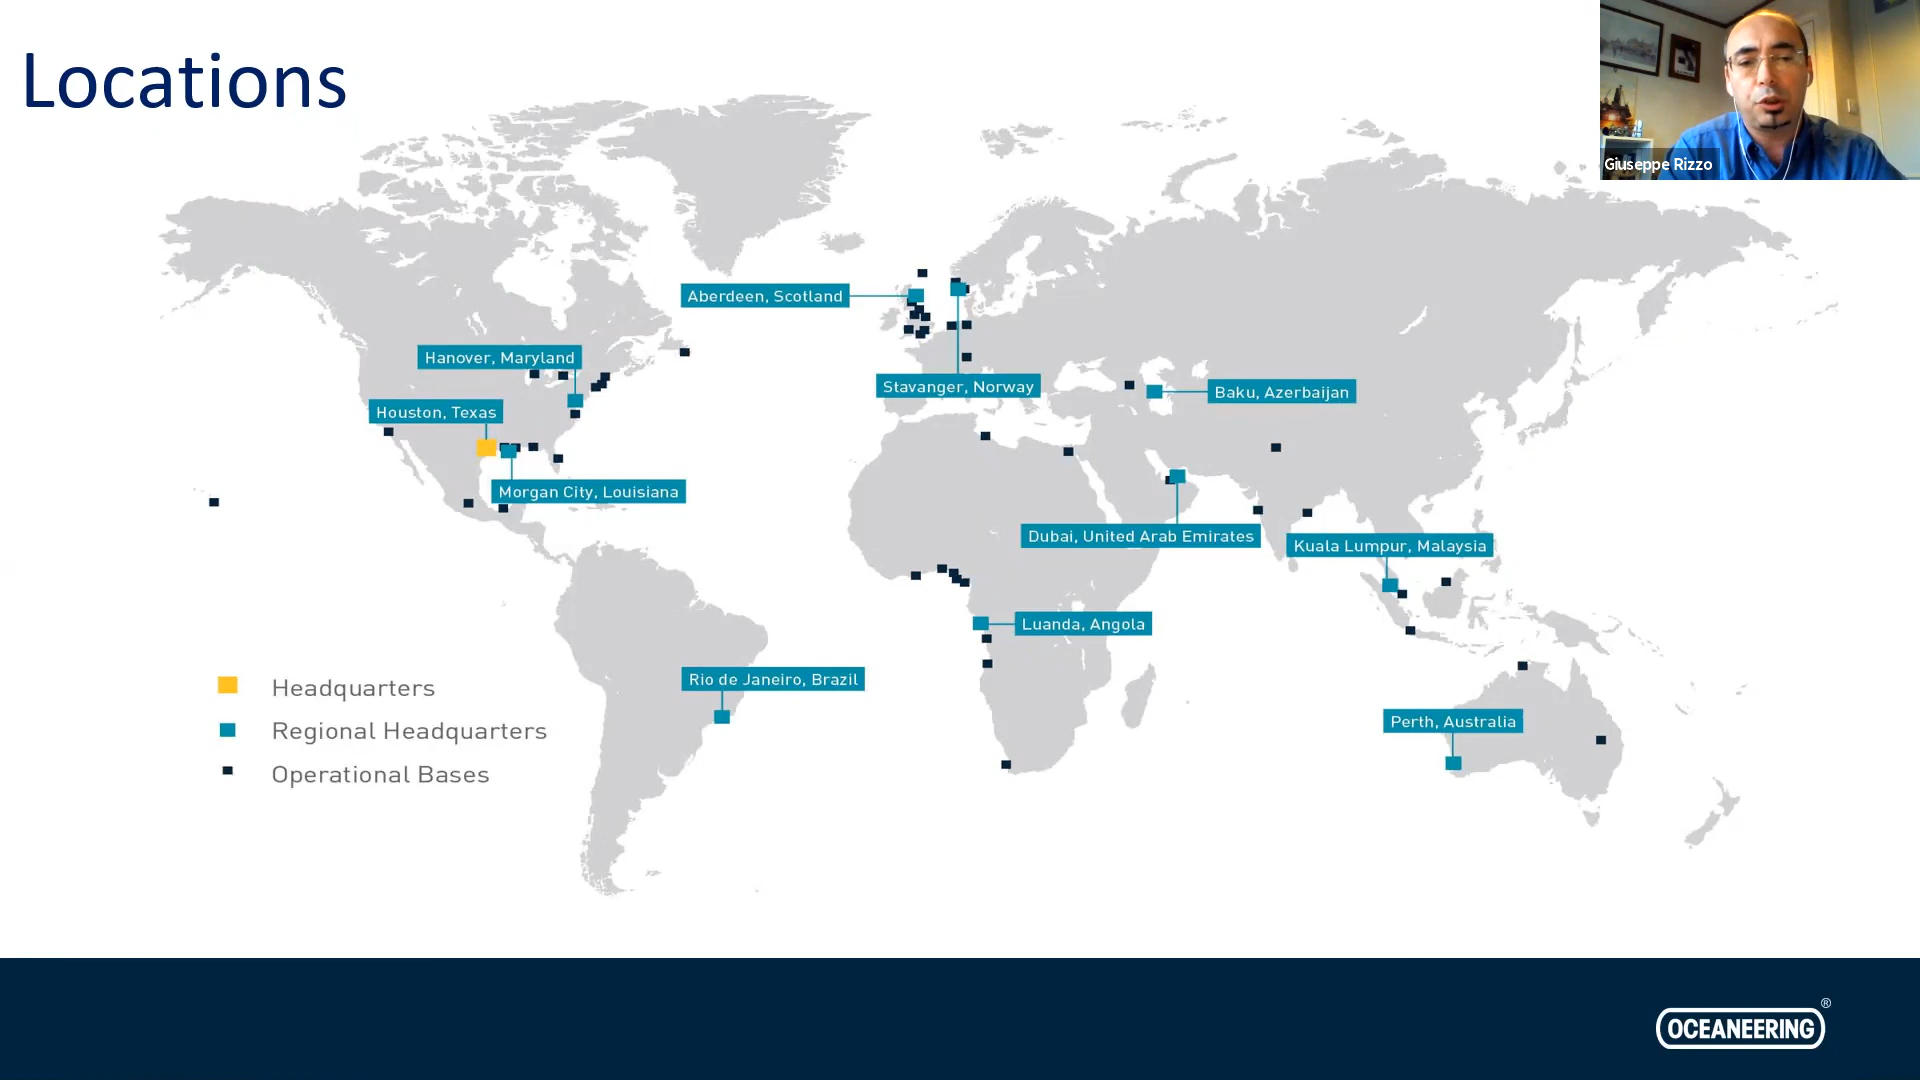 Locations
Giuseppe Rizzo
Aberdeen, Scotland
Hanover, Maryland
Stavanger, Norway
Baku, Azerbaijan
Houston, Texas
Morgan City, Louisiana
Dubai, United Arab Emirates
Kuala Lumpur, Malaysia
Luanda, Angola
Rio de Janeiro, Brazil
Perth, Australia
Headquarters
Regional Headquarters
Operational Bases
OCEANEERING®